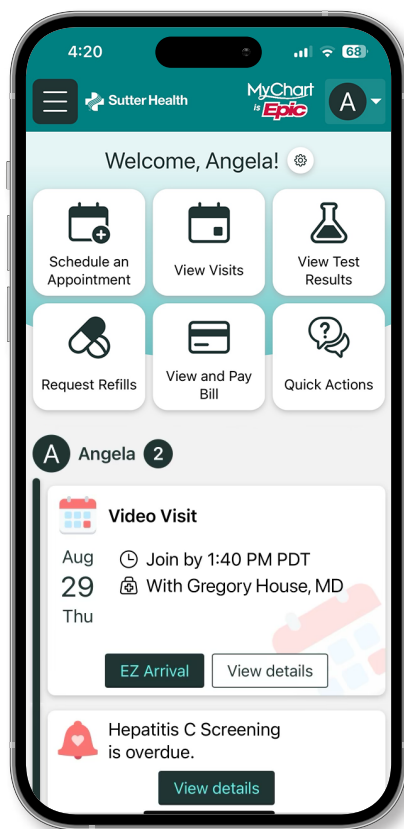 4:20
68
Sutter Health
MyChart
is Epic
A
Welcome, Angela!
Schedule an
Appointment
View Visits
View Test
Results
Request Refills
View and Pay
Bill
Quick Actions
A Angela 2
Video Visit
Aug
29
Thu
Join by 1:40 PM PDT
With Gregory House, MD
EZ Arrival
View details
Hepatitis C Screening
is overdue.
View details